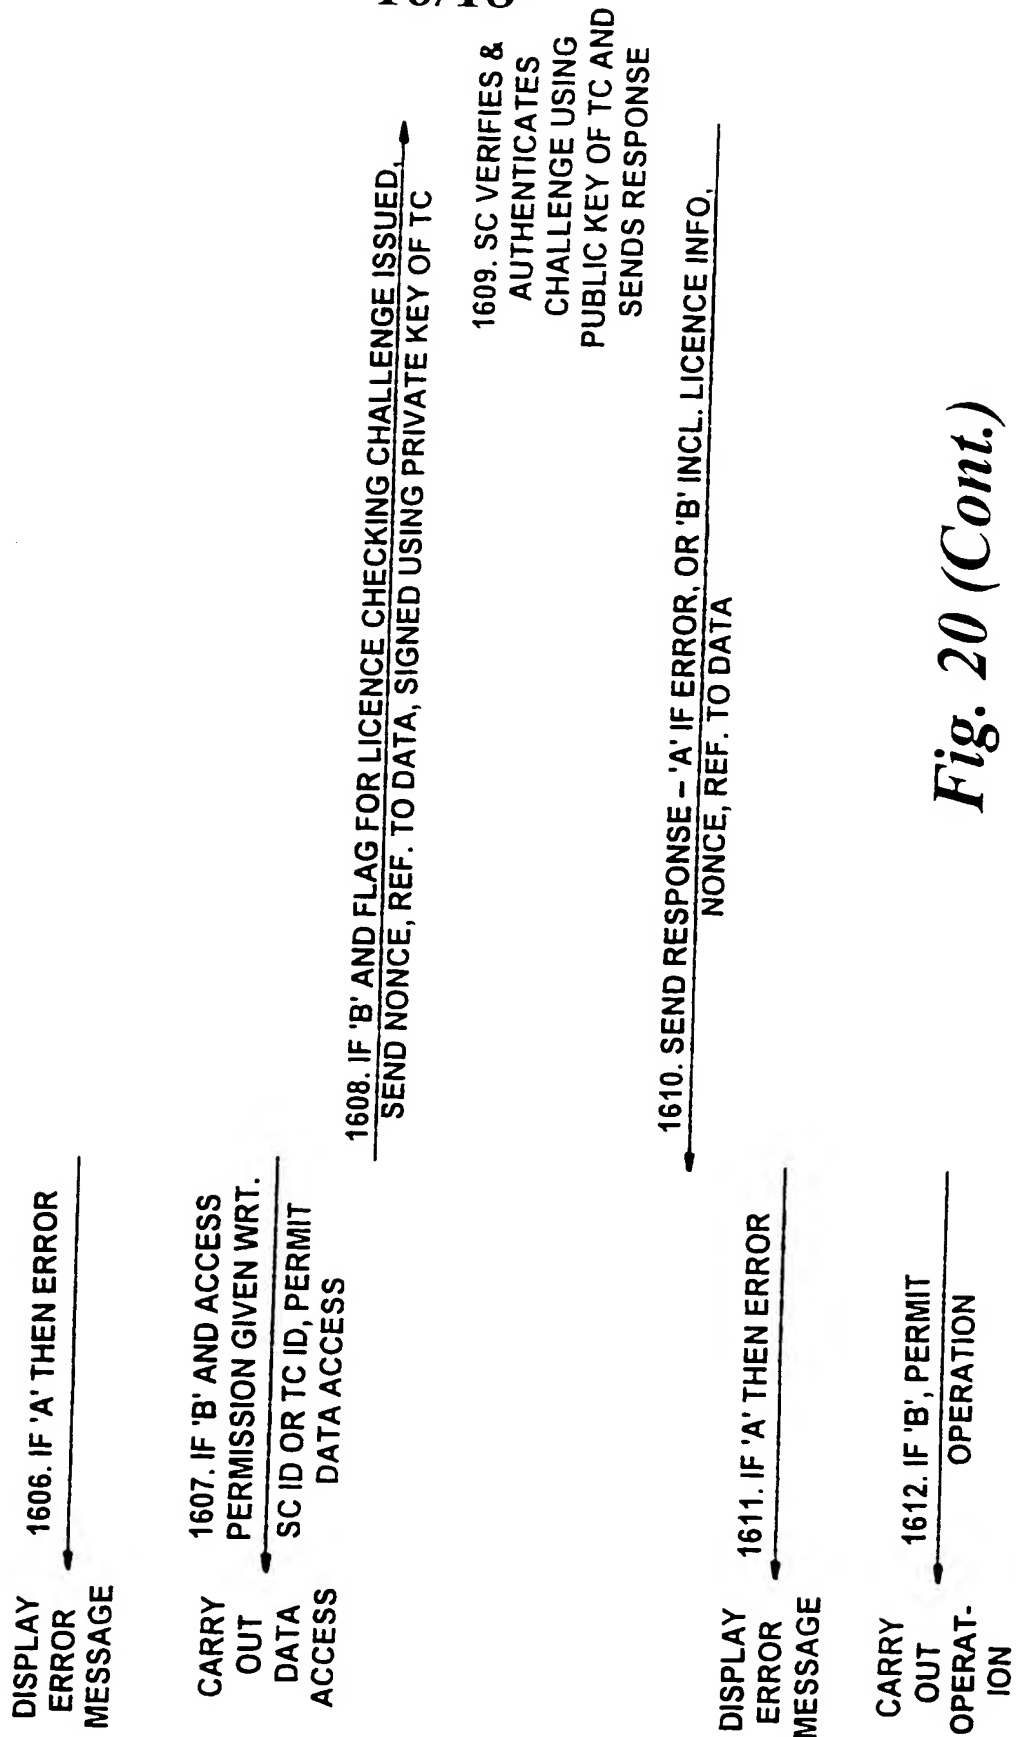 DISPLAY
ERROR
MESSAGE
1606. IF 'A' THEN ERROR
CARRY
OUT
DATA
ACCESS
1607. IF 'B' AND ACCESS
PERMISSION GIVEN WRT.
SC ID OR TC ID, PERMIT
DATA ACCESS
1608. IF 'B' AND FLAG FOR LICENCE CHECKING CHALLENGE ISSUED,
SEND NONCE, REF. TO DATA, SIGNED USING PRIVATE KEY OF TC
1609. SC VERIFIES &
AUTHENTICATES
CHALLENGE USING
PUBLIC KEY OF TC AND
SENDS RESPONSE
1610. SEND RESPONSE – 'A' IF ERROR, OR 'B' INCL. LICENCE INFO,
NONCE, REF. TO DATA
DISPLAY
ERROR
MESSAGE
1611. IF 'A' THEN ERROR
CARRY
OUT
OPERAT-
ION
1612. IF 'B', PERMIT
OPERATION
Fig. 20 (Cont.)